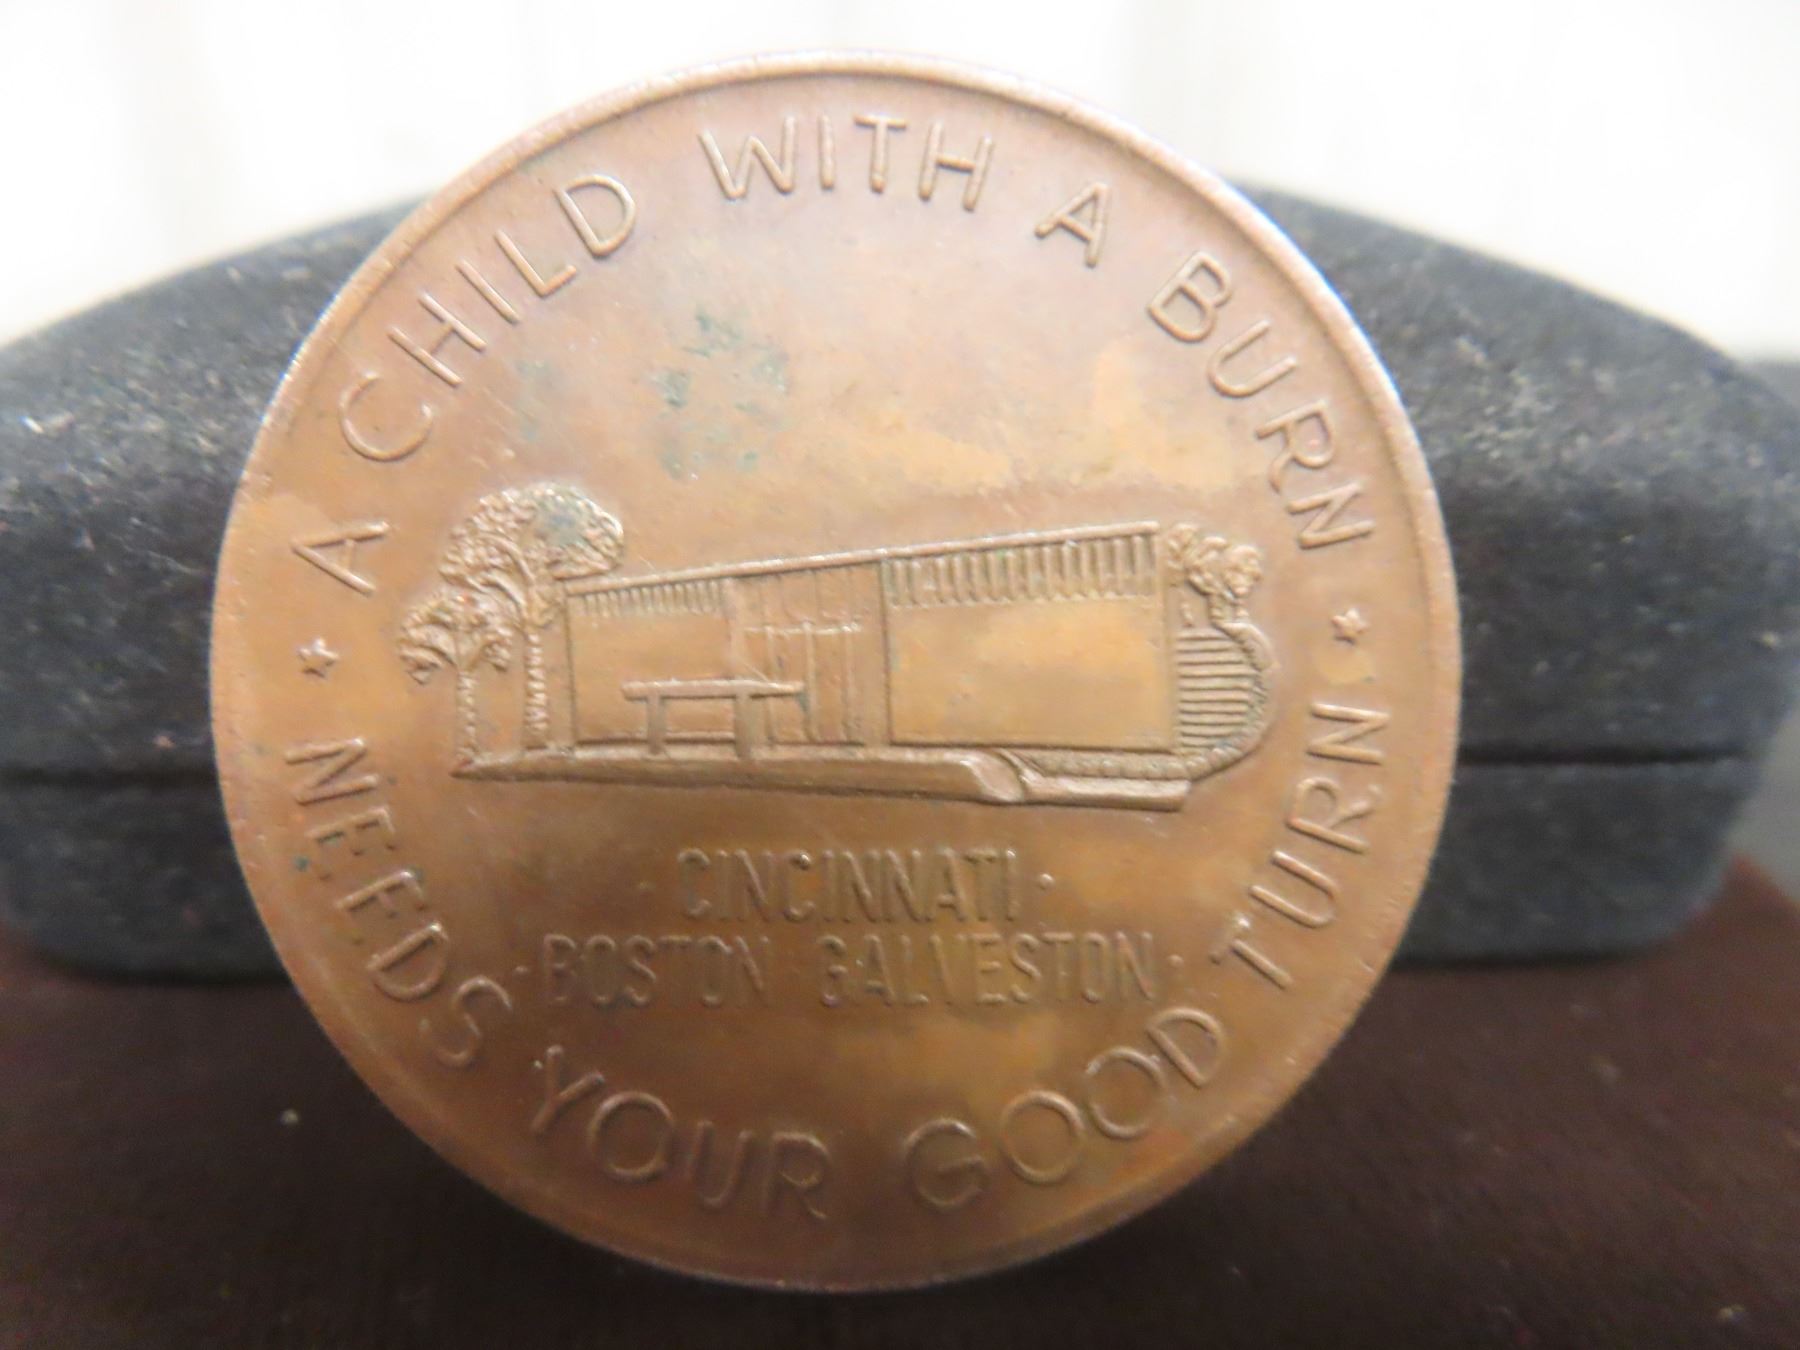 ★ A CHILD WITH A BURN ★
NEEDS YOUR GOOD TURN
· CINCINNATI ·
· BOSTON GALVESTON ·